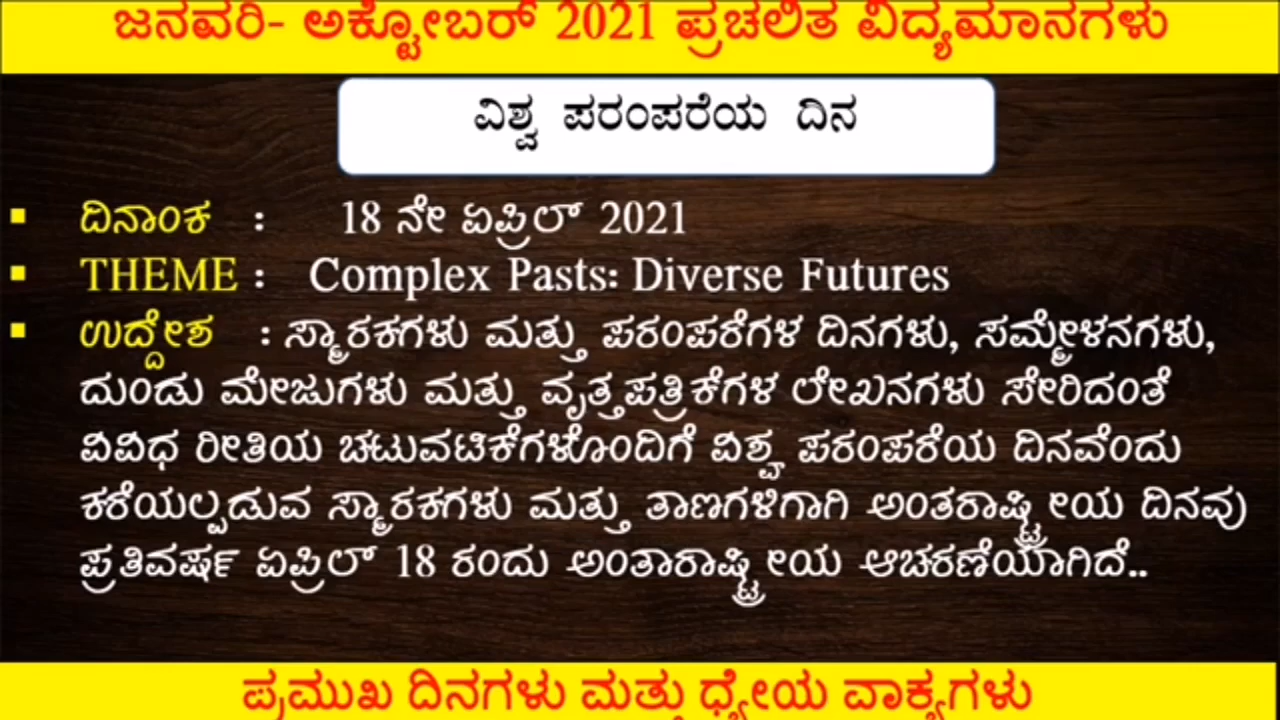 ಜನವರಿ- ಅಕ್ಟೋಬರ್ 2021 ಪ್ರಚಲಿತ ವಿದ್ಯಮಾನಗಳು
ವಿಶ್ವ ಪರಂಪರೆಯ ದಿನ
▪ ದಿನಾಂಕ : 18 ನೇ ಏಪ್ರಿಲ್ 2021
▪ THEME : Complex Pasts: Diverse Futures
▪ ಉದ್ದೇಶ : ಸ್ಮಾರಕಗಳು ಮತ್ತು ಪರಂಪರೆಗಳ ದಿನಗಳು, ಸಮ್ಮೇಳನಗಳು,
ದುಂಡು ಮೇಜುಗಳು ಮತ್ತು ವೃತ್ತಪತ್ರಿಕೆಗಳ ಲೇಖನಗಳು ಸೇರಿದಂತೆ
ವಿವಿಧ ರೀತಿಯ ಚಟುವಟಿಕೆಗಳೊಂದಿಗೆ ವಿಶ್ವ ಪರಂಪರೆಯ ದಿನವೆಂದು
ಕರೆಯಲ್ಪಡುವ ಸ್ಮಾರಕಗಳು ಮತ್ತು ತಾಣಗಳಿಗಾಗಿ ಅಂತರಾಷ್ಟ್ರೀಯ ದಿನವು
ಪ್ರತಿವರ್ಷ ಏಪ್ರಿಲ್ 18 ರಂದು ಅಂತಾರಾಷ್ಟ್ರೀಯ ಆಚರಣೆಯಾಗಿದೆ..
ಪ್ರಮುಖ ದಿನಗಳು ಮತ್ತು ಧ್ಯೇಯ ವಾಕ್ಯಗಳು